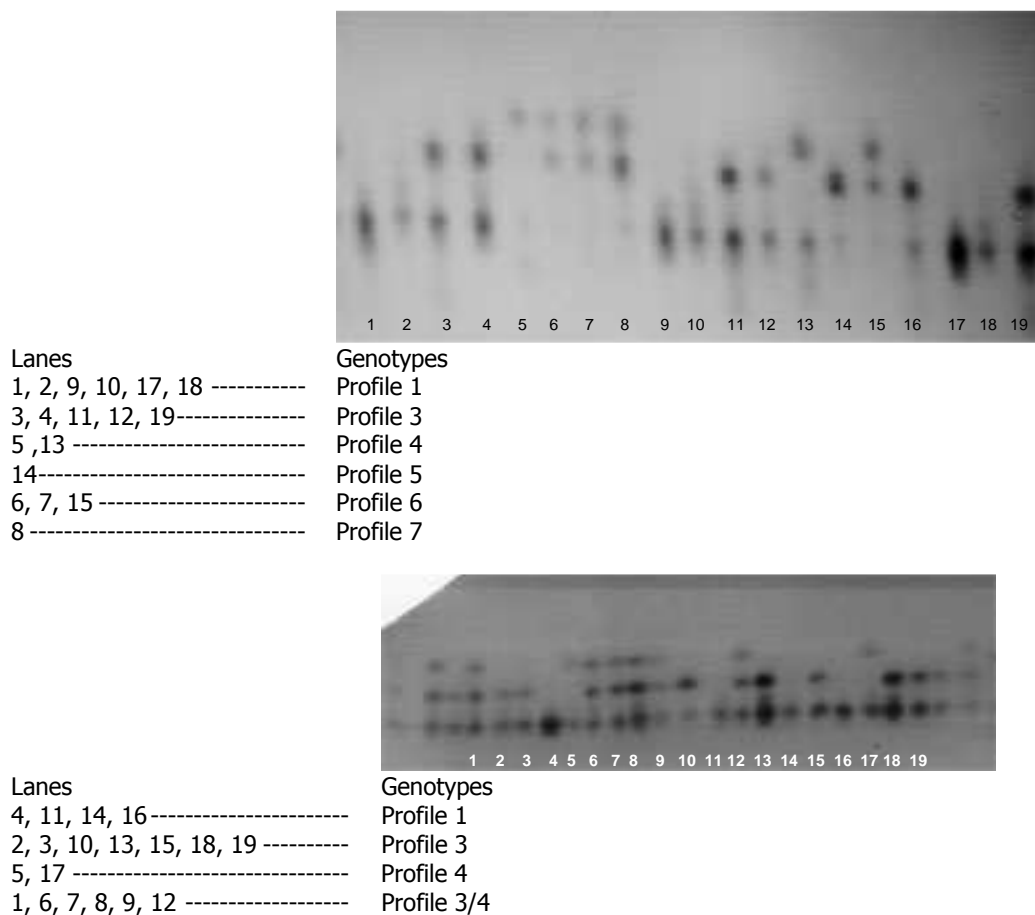 1 2 3 4 5 6 7 8 9 10 11 12 13 14 15 16 17 18 19
Lanes Genotypes
1, 2, 9, 10, 17, 18 ----------- Profile 1
3, 4, 11, 12, 19--------------- Profile 3
5 ,13 --------------------------- Profile 4
14------------------------------- Profile 5
6, 7, 15 ------------------------ Profile 6
8 -------------------------------- Profile 7
1 2 3 4 5 6 7 8 9 10 11 12 13 14 15 16 17 18 19
Lanes Genotypes
4, 11, 14, 16----------------------- Profile 1
2, 3, 10, 13, 15, 18, 19 ---------- Profile 3
5, 17 -------------------------------- Profile 4
1, 6, 7, 8, 9, 12 ------------------- Profile 3/4